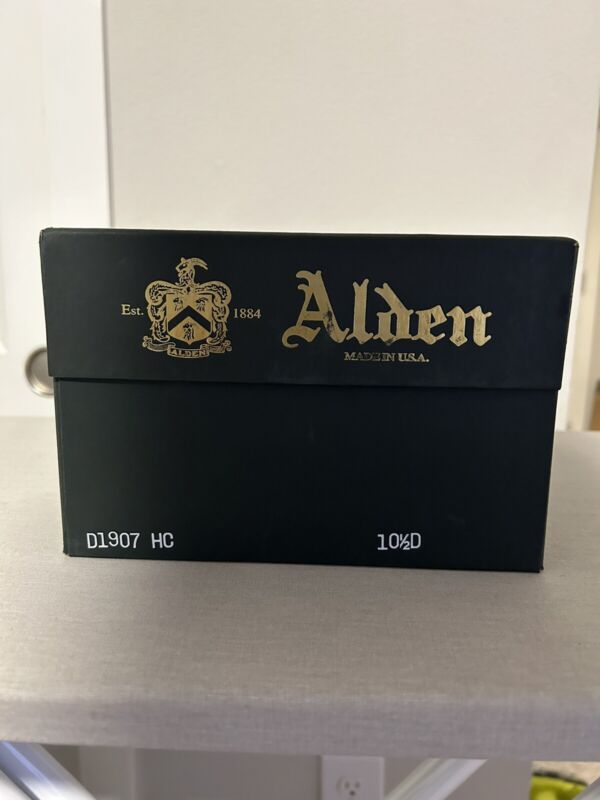 Est. 1884
ALDEN
Alden
MADE IN U.S.A.
D1907 HC 10½D